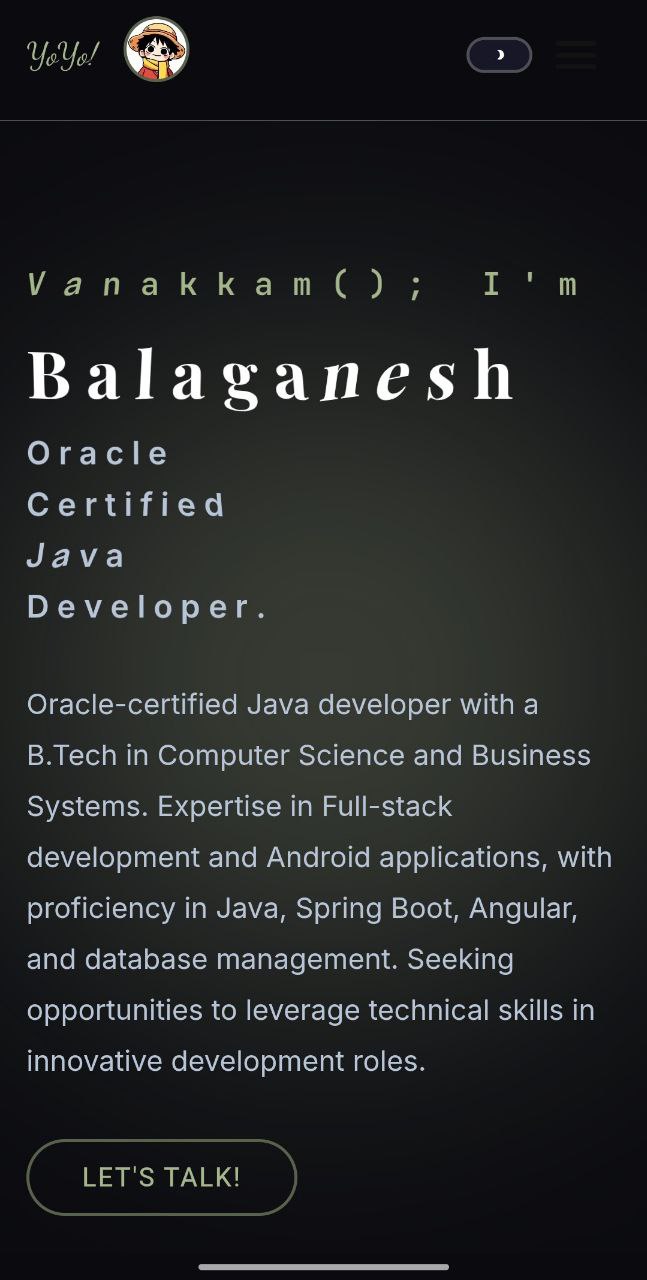 YoYo!
Vanakkam(); I'm
Balaganesh
Oracle
Certified
Java
Developer.
Oracle-certified Java developer with a
B.Tech in Computer Science and Business
Systems. Expertise in Full-stack
development and Android applications, with
proficiency in Java, Spring Boot, Angular,
and database management. Seeking
opportunities to leverage technical skills in
innovative development roles.
LET'S TALK!